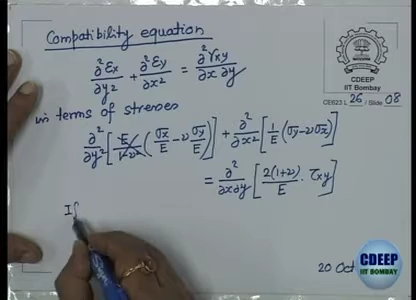 Compatibility equation
∂²εx/∂y² + ∂²εy/∂x² = ∂²γxy/∂x ∂y
CDEEP
IIT Bombay
CE623 L 26 / Slide 08
in terms of stresses
∂²/∂y² [ E/1-ν² ( σx/E - ν σy/E ) ] + ∂²/∂x² [ 1/E (σy - νσx) ]
= ∂²/∂x∂y [ 2(1+ν)/E · τxy ]
If
CDEEP
IIT Bombay
20 Oct